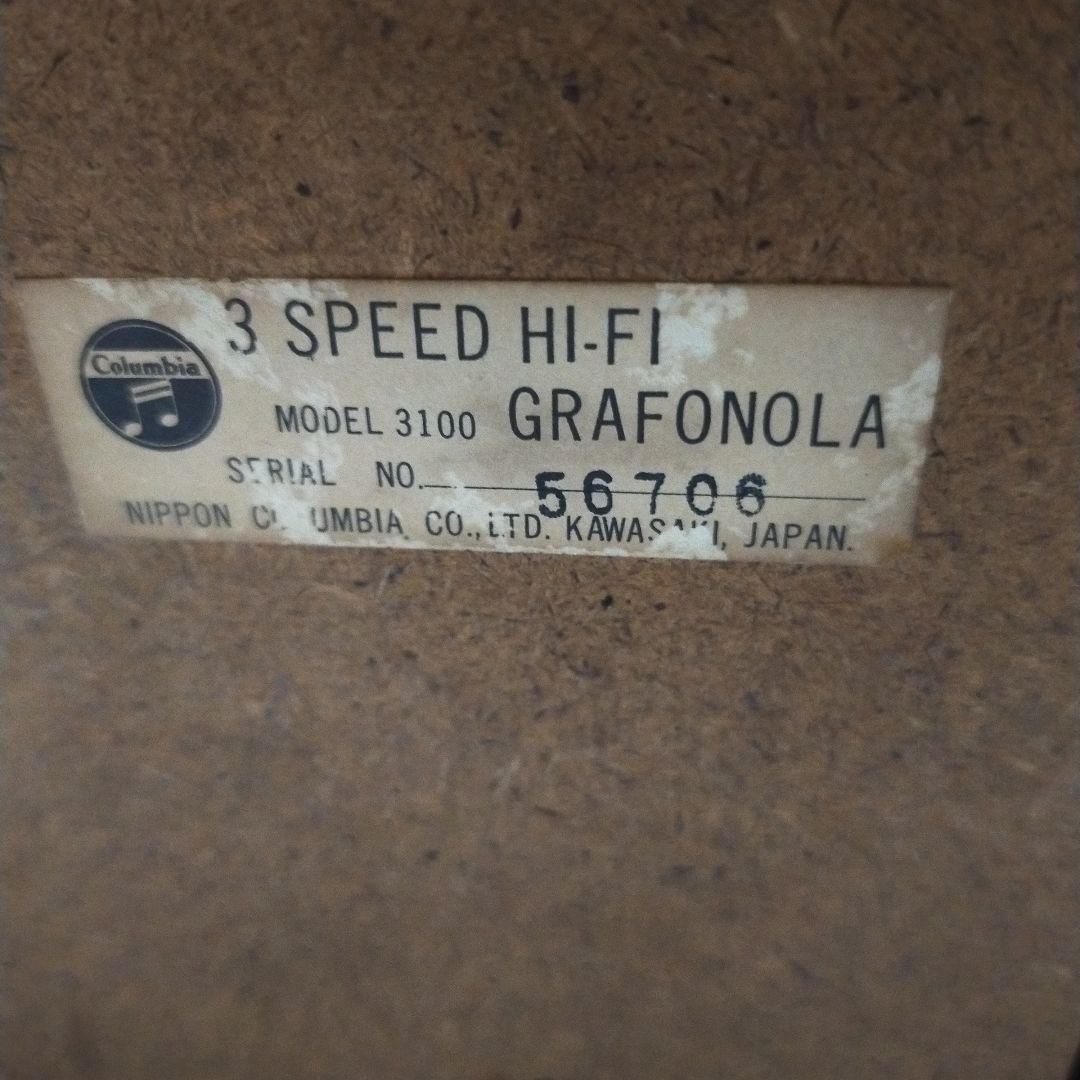 Columbia
3 SPEED HI-FI
MODEL 3100 GRAFONOLA
SERIAL NO. 56706
NIPPON COLUMBIA CO., LTD. KAWASAKI, JAPAN.